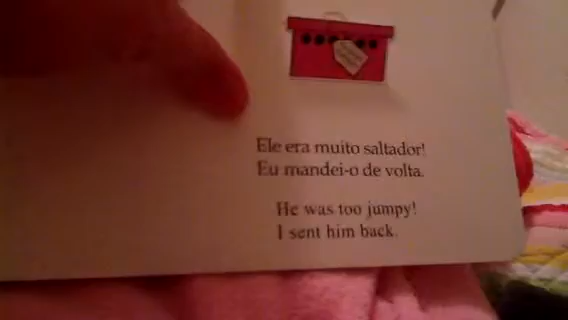 Ele era muito saltador!
Eu mandei-o de volta.
He was too jumpy!
I sent him back.